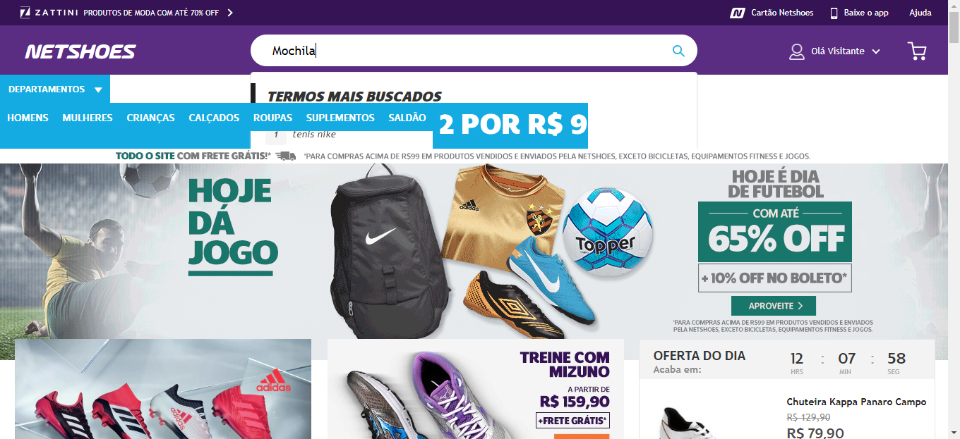 ZATTINI PRODUTOS DE MODA COM ATÉ 70% OFF
Cartão Netshoes
Baixe o app
Ajuda
NETSHOES
Mochila
Olá Visitante
DEPARTAMENTOS
TERMOS MAIS BUSCADOS
HOMENS MULHERES CRIANÇAS CALÇADOS ROUPAS SUPLEMENTOS SALDÃO
2 POR R$ 9
1 tenis nike
TODO O SITE COM FRETE GRÁTIS!* *PARA COMPRAS ACIMA DE R$99 EM PRODUTOS VENDIDOS E ENVIADOS PELA NETSHOES, EXCETO BICICLETAS, EQUIPAMENTOS FITNESS E JOGOS.
HOJE
DÁ
JOGO
adidas
Topper
HOJE É DIA
DE FUTEBOL
COM ATÉ
65% OFF
+10% OFF NO BOLETO*
APROVEITE
*PARA COMPRAS ACIMA DE R$99 EM PRODUTOS VENDIDOS E ENVIADOS
PELA NETSHOES, EXCETO BICICLETAS, EQUIPAMENTOS FITNESS E JOGOS.
adidas
TREINE COM
MIZUNO
A PARTIR DE
R$ 159,90
+FRETE GRÁTIS*
OFERTA DO DIA
Acaba em:
12 : 07 : 58
HRS MIN SEG
Chuteira Kappa Panaro Campo
R$ 129,90
R$ 79,90